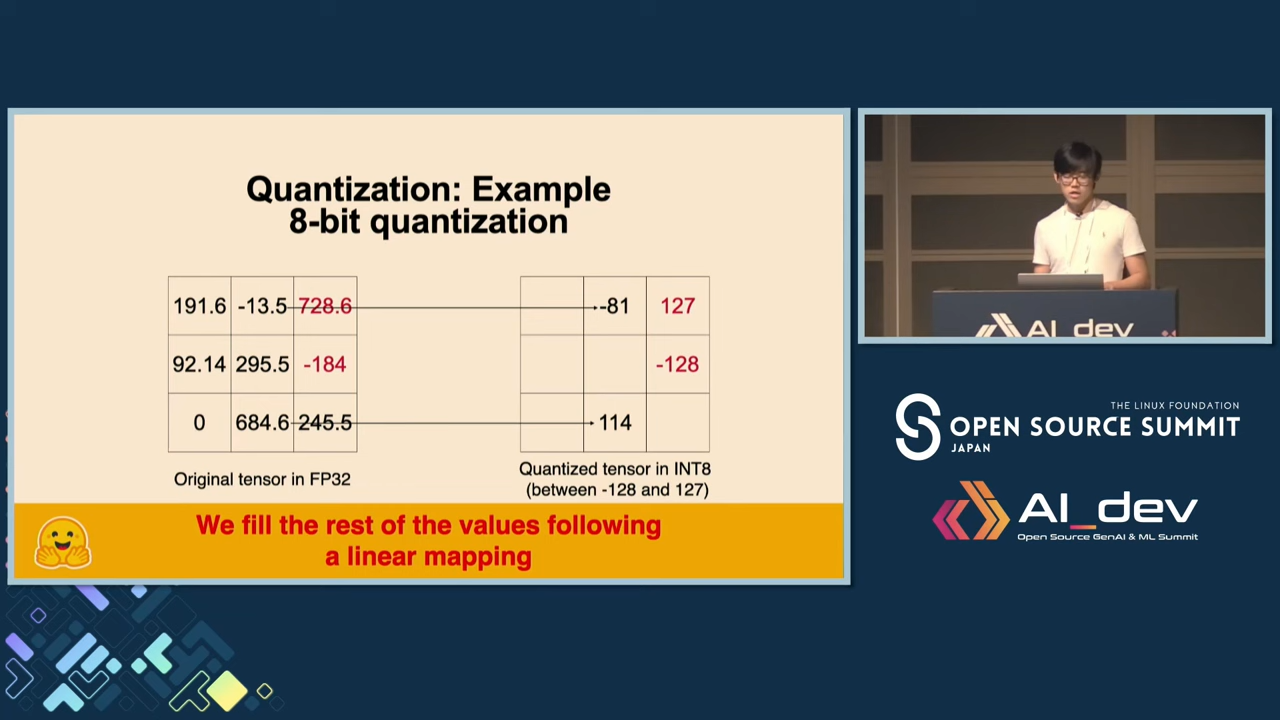 Quantization: Example
8-bit quantization
191.6 -13.5 728.6
92.14 295.5 -184
0 684.6 245.5
Original tensor in FP32
-81 127
-128
114
Quantized tensor in INT8
(between -128 and 127)
We fill the rest of the values following
a linear mapping
AI_dev
THE LINUX FOUNDATION
OPEN SOURCE SUMMIT
JAPAN
AI_dev
Open Source GenAI & ML Summit